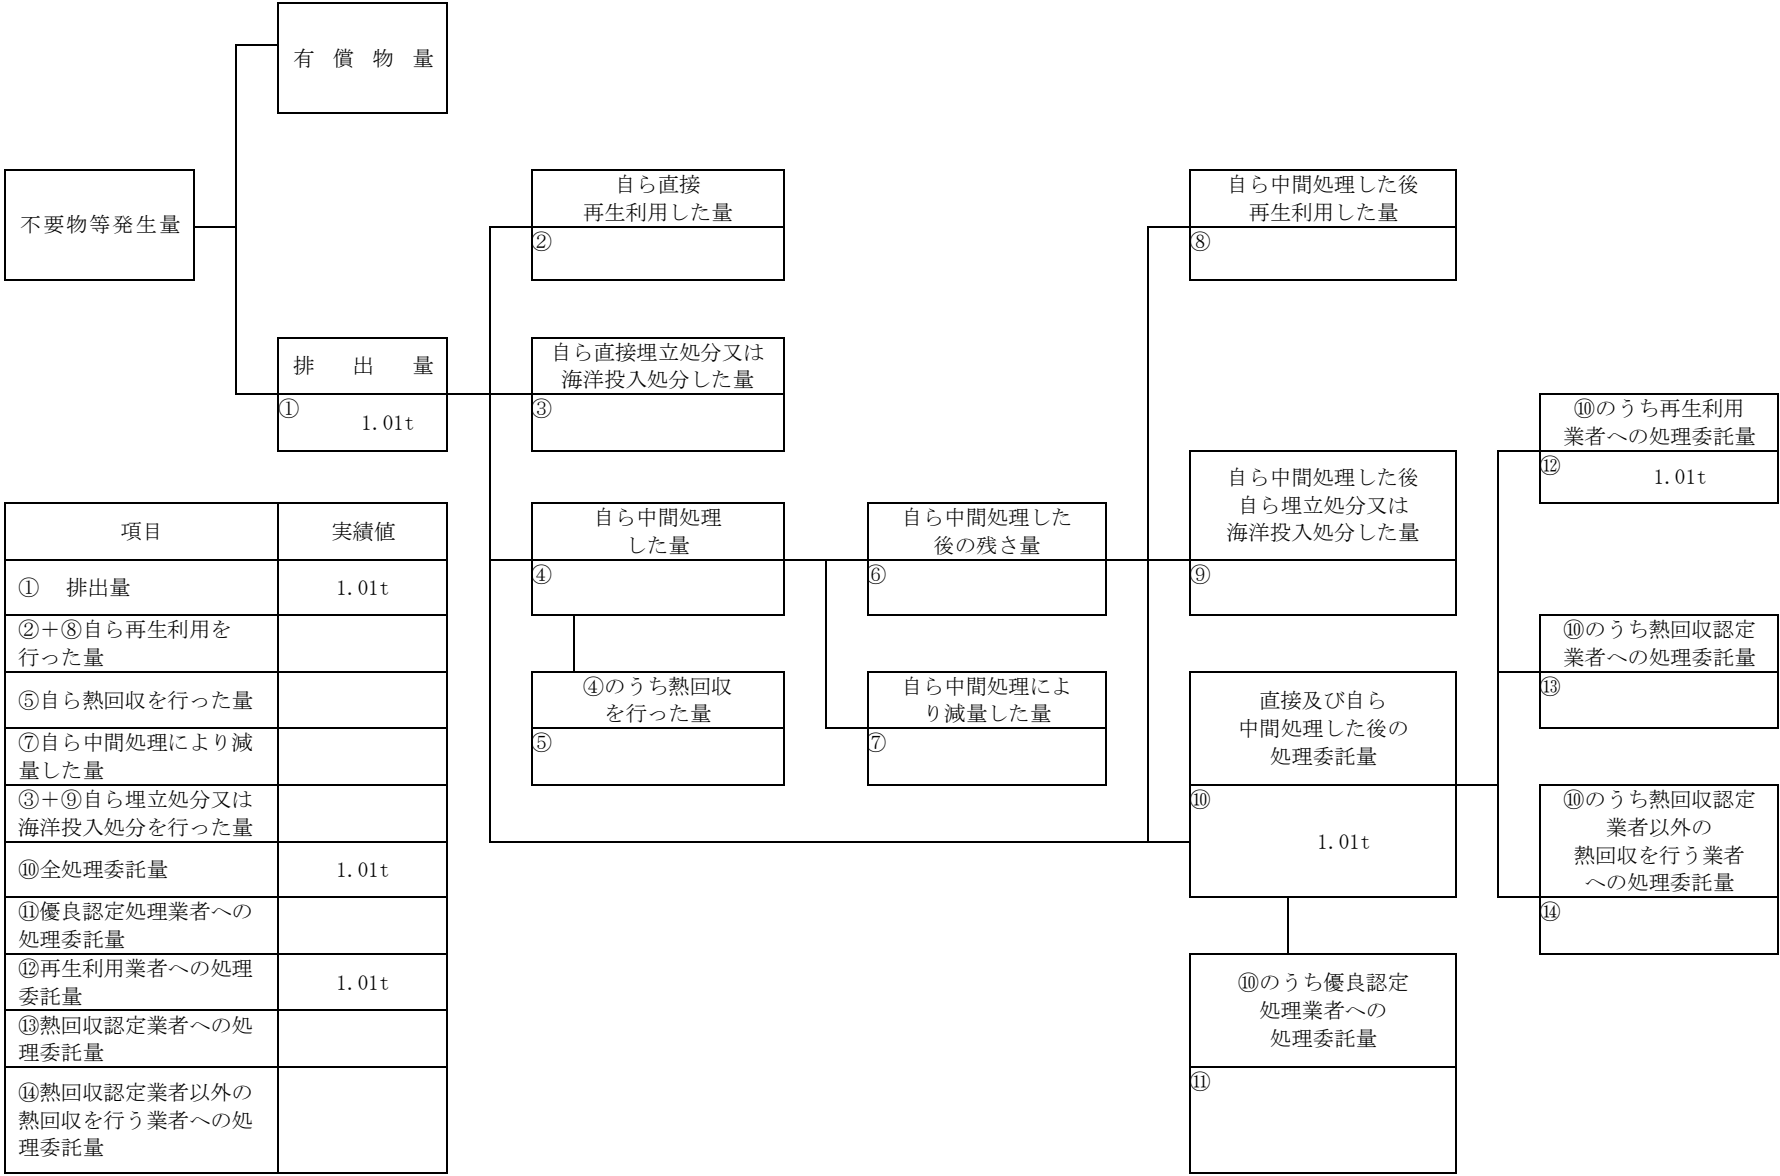 有償物量
不要物等発生量
自ら直接
再生利用した量
②
自ら中間処理した後
再生利用した量
⑧
排出量
①
1.01t
自ら直接埋立処分又は
海洋投入処分した量
③
⑩のうち再生利用
業者への処理委託量
⑫
1.01t
自ら中間処理した後
自ら埋立処分又は
海洋投入処分した量
⑨
自ら中間処理
した量
④
自ら中間処理した
後の残さ量
⑥
④のうち熱回収
を行った量
⑤
自ら中間処理によ
り減量した量
⑦
直接及び自ら
中間処理した後の
処理委託量
⑩
1.01t
⑩のうち熱回収認定
業者への処理委託量
⑬
⑩のうち熱回収認定
業者以外の
熱回収を行う業者
への処理委託量
⑭
⑩のうち優良認定
処理業者への
処理委託量
⑪
項目 実績値
① 排出量 1.01t
②+⑧自ら再生利用を
行った量
⑤自ら熱回収を行った量
⑦自ら中間処理により減
量した量
③+⑨自ら埋立処分又は
海洋投入処分を行った量
⑩全処理委託量 1.01t
⑪優良認定処理業者への
処理委託量
⑫再生利用業者への処理
委託量
1.01t
⑬熱回収認定業者への処
理委託量
⑭熱回収認定業者以外の
熱回収を行う業者への処
理委託量